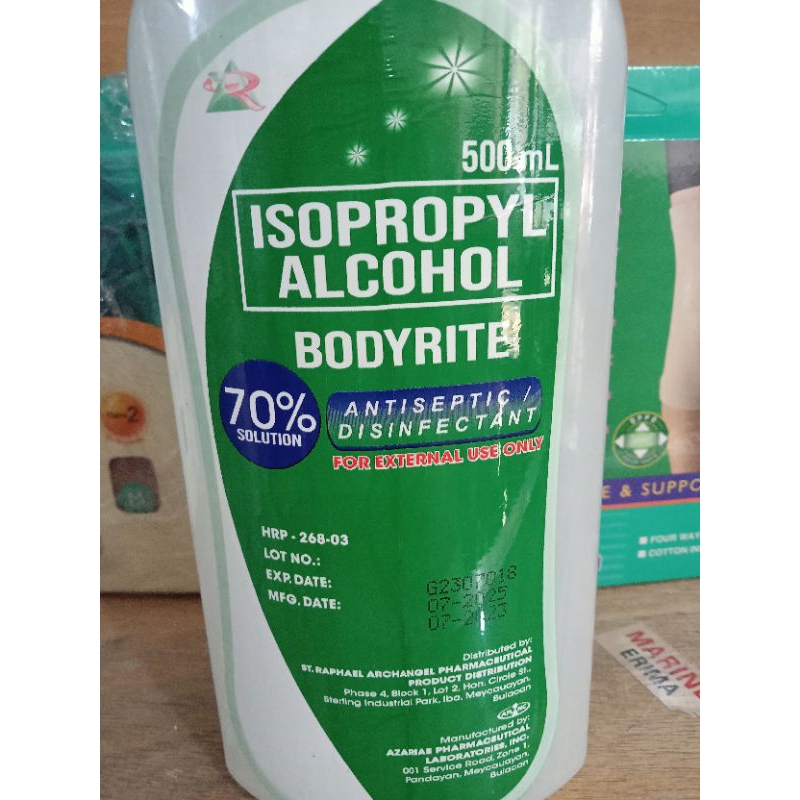 R
500 mL
ISOPROPYL
ALCOHOL
BODYRITE
70%
SOLUTION
ANTISEPTIC /
DISINFECTANT
FOR EXTERNAL USE ONLY
HRP - 268-03
LOT NO.: G2307018
EXP. DATE: 07-2025
MFG. DATE: 07-2023
Distributed by:
ST. RAPHAEL ARCHANGEL PHARMACEUTICAL
PRODUCT DISTRIBUTION
Phase 4, Block 1, Lot 2, Hon. Circle St.,
Sterling Industrial Park, Iba, Meycauayan,
Bulacan
Manufactured by:
AZARIAS PHARMACEUTICAL
LABORATORIES, INC.
001 Service Road, Zone 1,
Pandayan, Meycauayan,
Bulacan
E & SUPPO
FOUR WAY
COTTON
MARINE
ERIMA